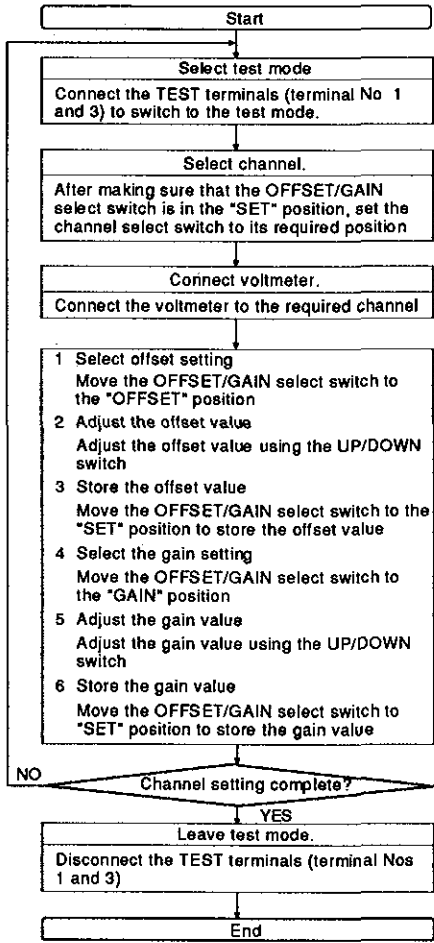 Start
Select test mode
Connect the TEST terminals (terminal No 1
and 3) to switch to the test mode.
Select channel.
After making sure that the OFFSET/GAIN
select switch is in the "SET" position, set the
channel select switch to its required position
Connect voltmeter.
Connect the voltmeter to the required channel
1 Select offset setting
Move the OFFSET/GAIN select switch to
the "OFFSET" position
2 Adjust the offset value
Adjust the offset value using the UP/DOWN
switch
3 Store the offset value
Move the OFFSET/GAIN select switch to the
"SET" position to store the offset value
4 Select the gain setting
Move the OFFSET/GAIN select switch to
the "GAIN" position
5 Adjust the gain value
Adjust the gain value using the UP/DOWN
switch
6 Store the gain value
Move the OFFSET/GAIN select switch to
"SET" position to store the gain value
NO
Channel setting complete?
YES
Leave test mode.
Disconnect the TEST terminals (terminal Nos
1 and 3)
End